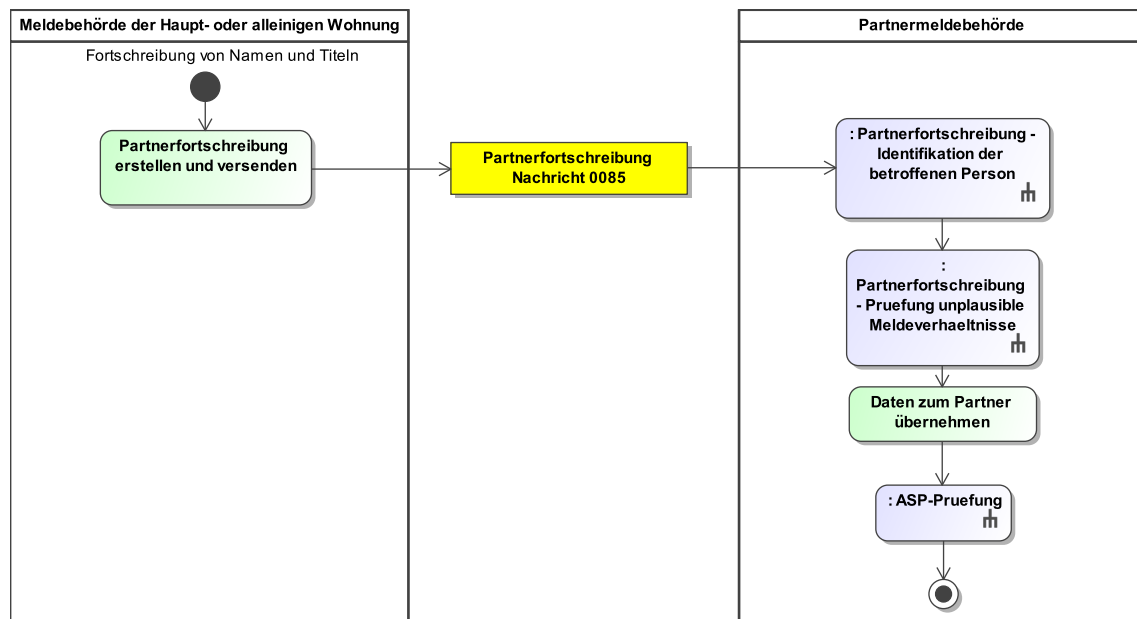 Meldebehörde der Haupt- oder alleinigen Wohnung
Fortschreibung von Namen und Titeln
Partnerfortschreibung
erstellen und versenden
Partnerfortschreibung
Nachricht 0085
Partnermeldebehörde
: Partnerfortschreibung -
Identifikation der
betroffenen Person
:
Partnerfortschreibung
- Pruefung unplausible
Meldeverhaeltnisse
Daten zum Partner
übernehmen
: ASP-Pruefung